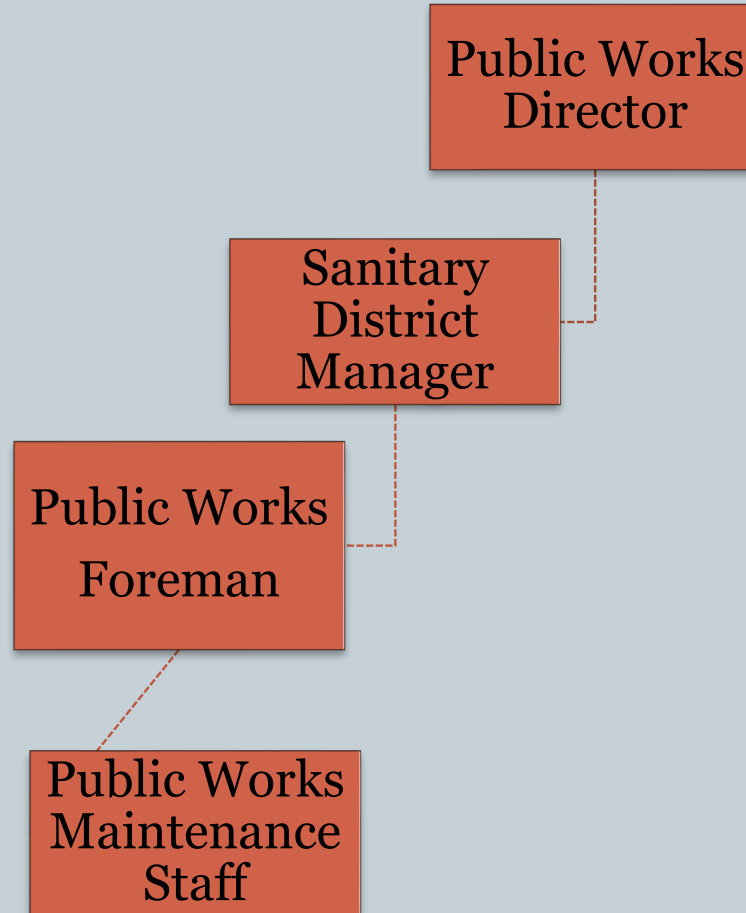 Public Works
Director
Sanitary
District
Manager
Public Works
Foreman
Public Works
Maintenance
Staff